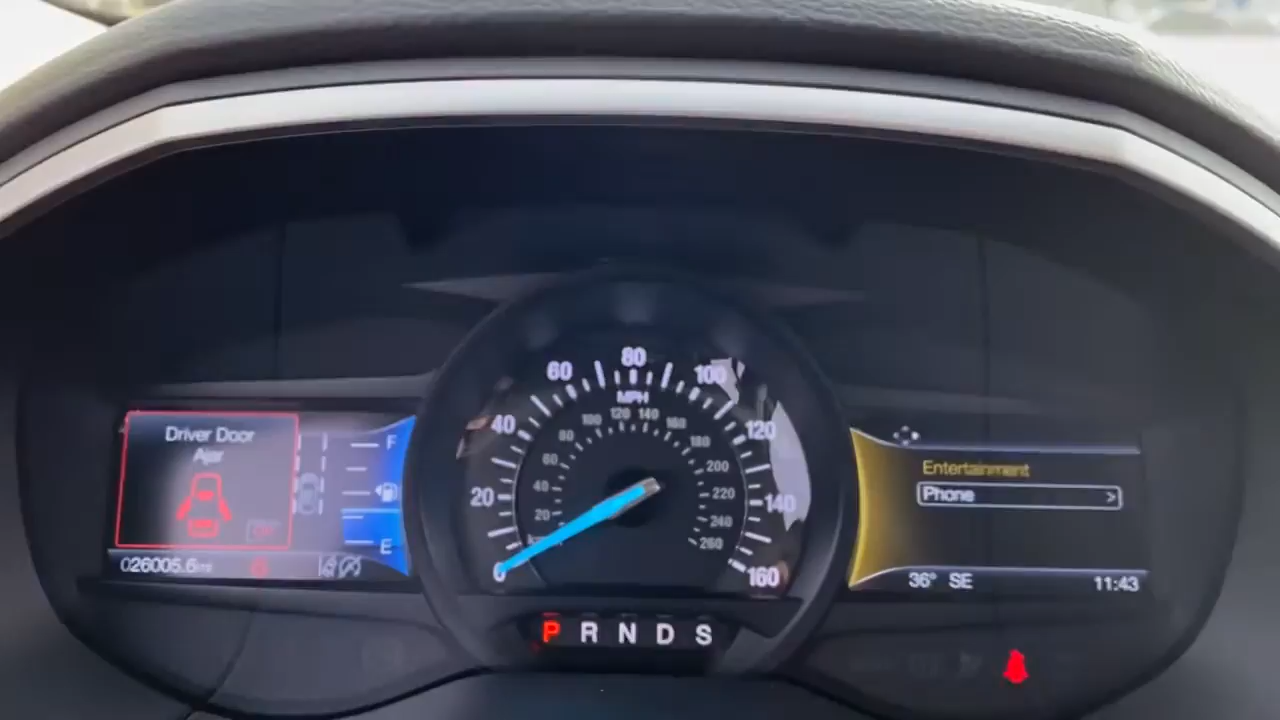 Driver Door
Ajar
OK
F
E
026005.6mi
0
20
40
60
80
100
120
140
160
MPH
20
40
60
80
100
120
140
160
180
200
220
240
260
P R N D S
Entertainment
Phone >
36° SE
11:43